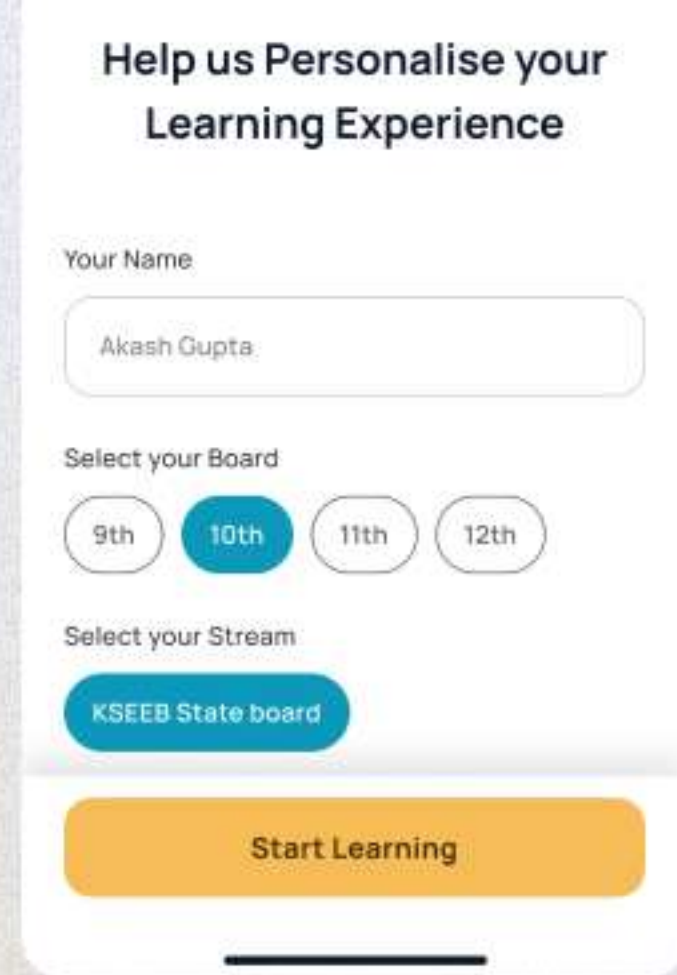 Help us Personalise your
Learning Experience
Your Name
Akash Gupta
Select your Board
9th 10th 11th 12th
Select your Stream
KSEEB State board
Start Learning